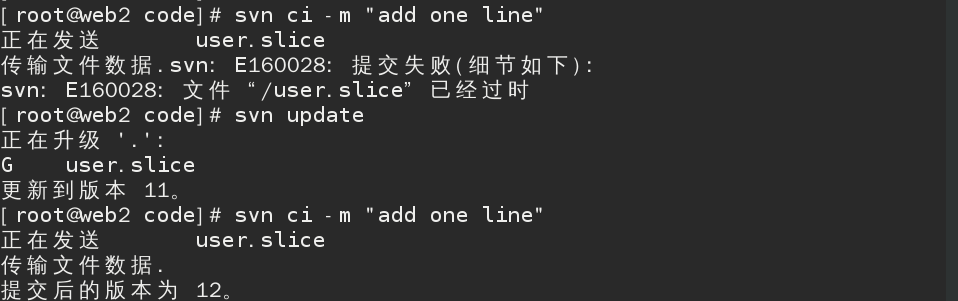 [root@web2 code]# svn ci -m "add one line"
正在发送       user.slice
传输文件数据.svn: E160028: 提交失败(细节如下):
svn: E160028: 文件 “/user.slice” 已经过时
[root@web2 code]# svn update
正在升级 '.':
G    user.slice
更新到版本 11。
[root@web2 code]# svn ci -m "add one line"
正在发送       user.slice
传输文件数据.
提交后的版本为 12。